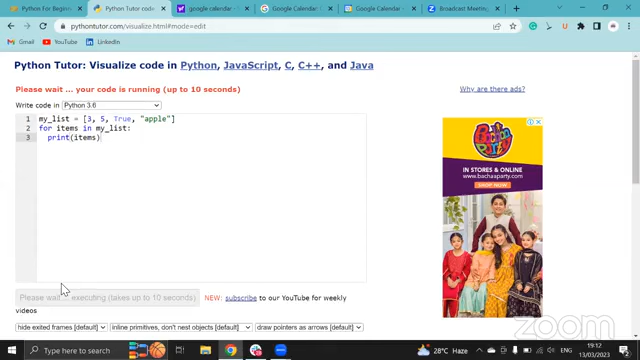 Python For Beginn
Python Tutor code
google calendar -
Google Calendar
Google Calendar -
Broadcast Meetin
pythontutor.com/visualize.html#mode=edit
Gmail
YouTube
LinkedIn
Python Tutor: Visualize code in Python, JavaScript, C, C++, and Java
Please wait ... your code is running (up to 10 seconds)
Why are there ads?
Write code in Python 3.6
1 my_list = [3, 5, True, "apple"]
2 for items in my_list:
3 print(items)
BACHAA PARTY
IN STORES & ONLINE
www.bachaaparty.com
SHOP NOW
Please wait ... executing (takes up to 10 seconds)
NEW: subscribe to our YouTube for weekly
videos
hide exited frames [default]
inline primitives, don't nest objects [default]
draw pointers as arrows [default]
zoom
Type here to search
28°C Haze
ENG
19:12
13/03/2023